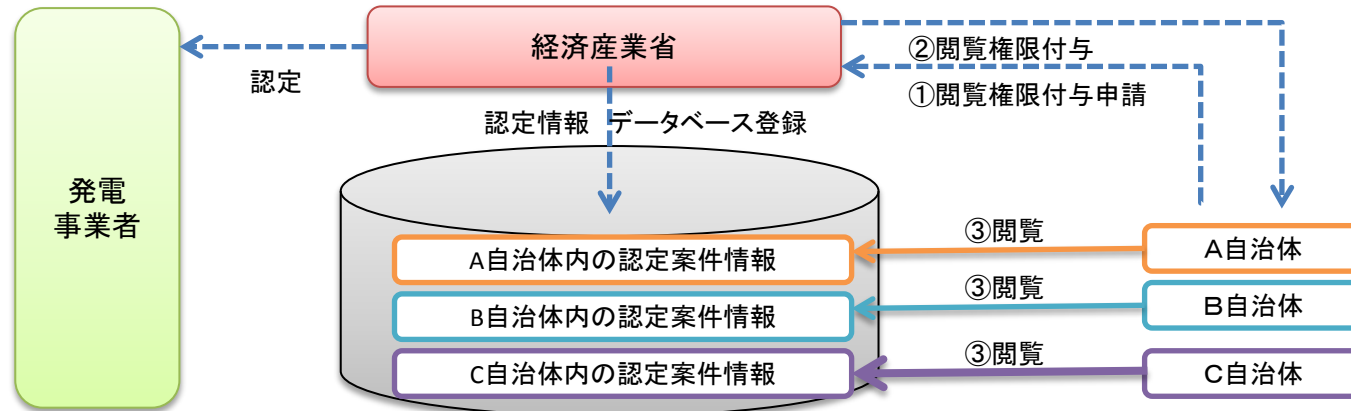 経済産業省
②閲覧権限付与
①閲覧権限付与申請
認定
認定情報 データベース登録
発電
事業者
A自治体内の認定案件情報
③閲覧
A自治体
B自治体内の認定案件情報
③閲覧
B自治体
C自治体内の認定案件情報
③閲覧
C自治体